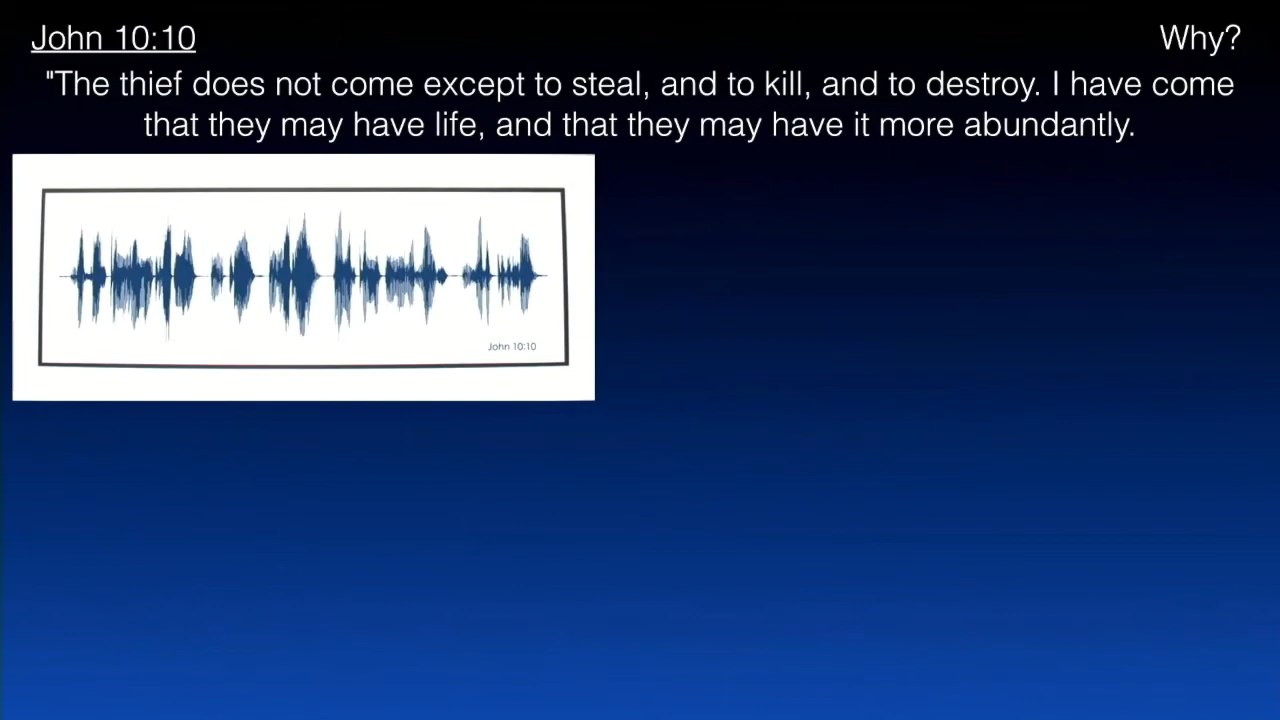 John 10:10 Why?
"The thief does not come except to steal, and to kill, and to destroy. I have come
that they may have life, and that they may have it more abundantly.
John 10:10